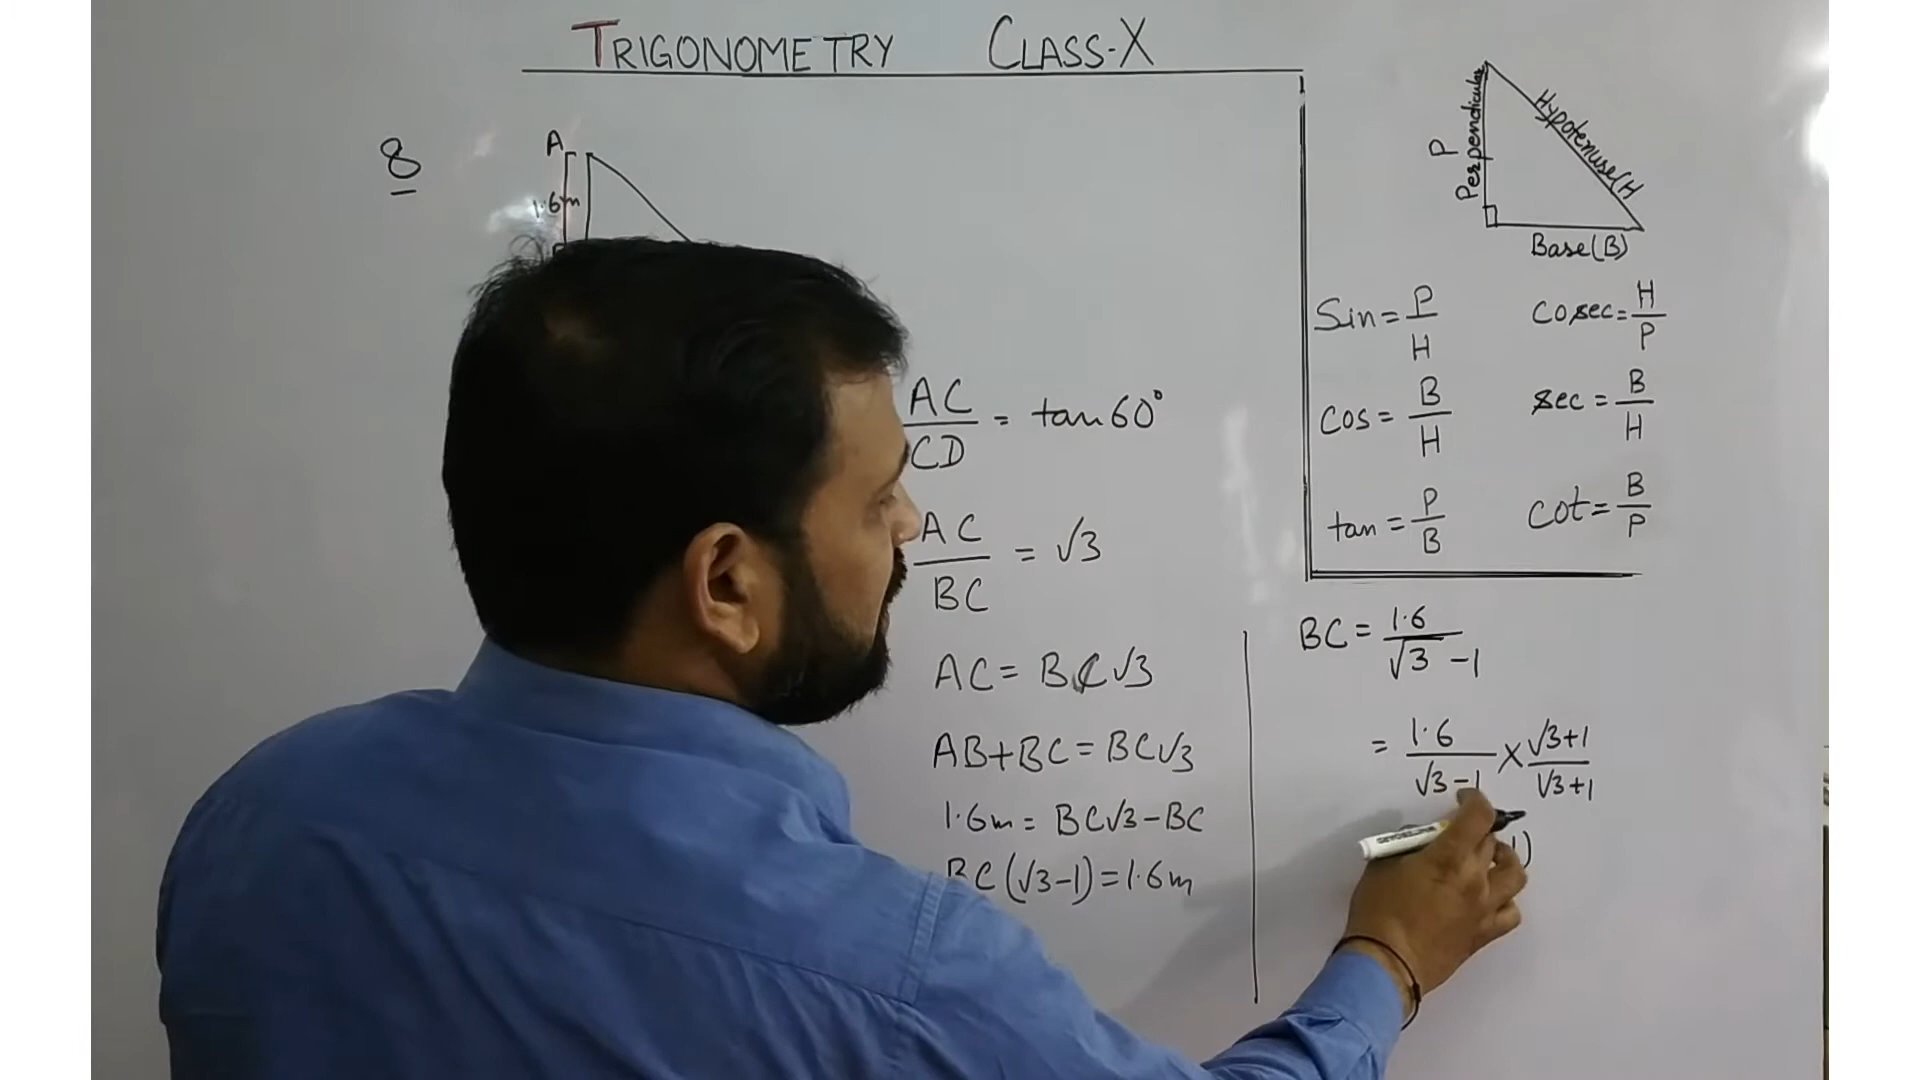 TRIGONOMETRY CLASS-X
8
A
1.6m
AC/CD = tan60°
AC/BC = √3
AC = BC√3
AB+BC = BC√3
1.6m = BC√3-BC
BC(√3-1) = 1.6m
P
Perpendicular
Hypotenuse(H
Base(B)
Sin = P/H
cosec = H/P
cos = B/H
sec = B/H
tan = P/B
cot = B/P
BC = 1.6/√3-1
= 1.6/√3-1 × √3+1/√3+1
1)